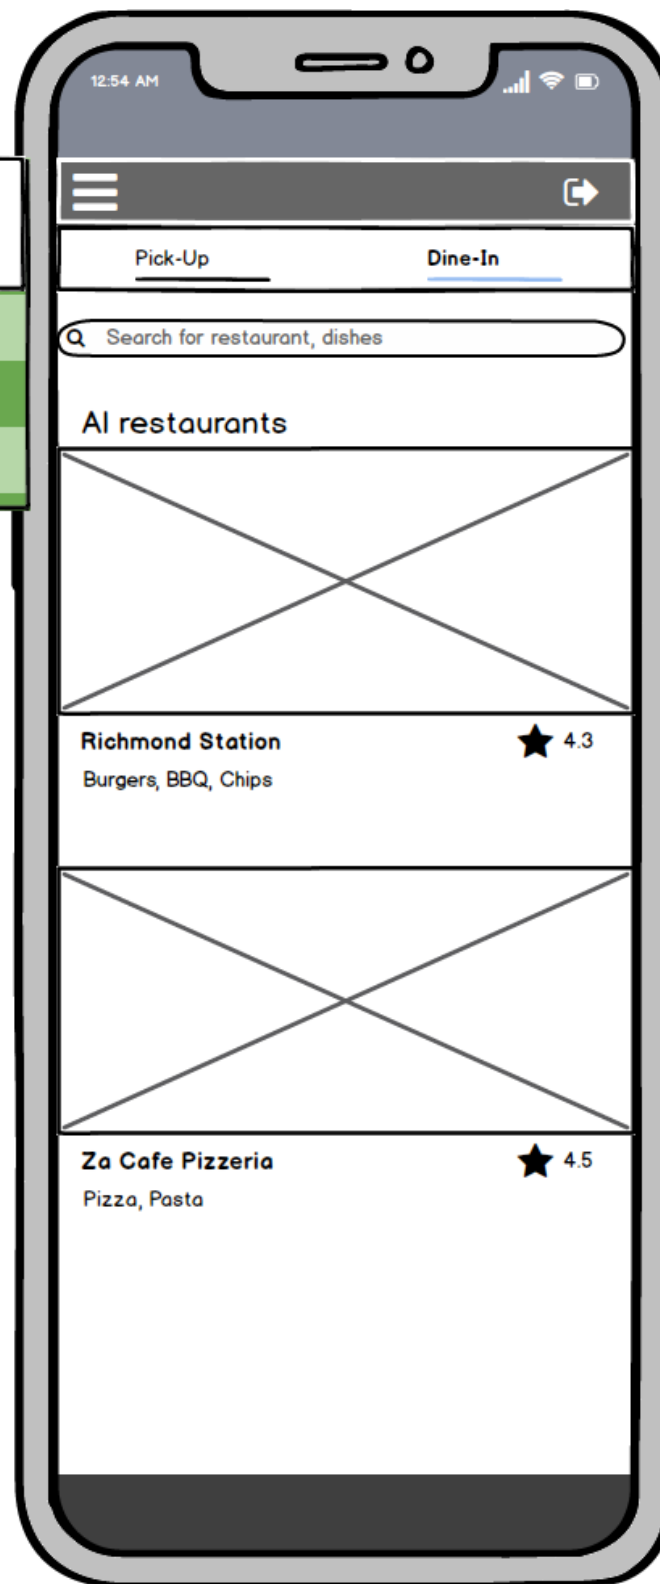 12:54 AM
Pick-Up
Dine-In
Search for restaurant, dishes
Al restaurants
Richmond Station
4.3
Burgers, BBQ, Chips
Za Cafe Pizzeria
4.5
Pizza, Pasta